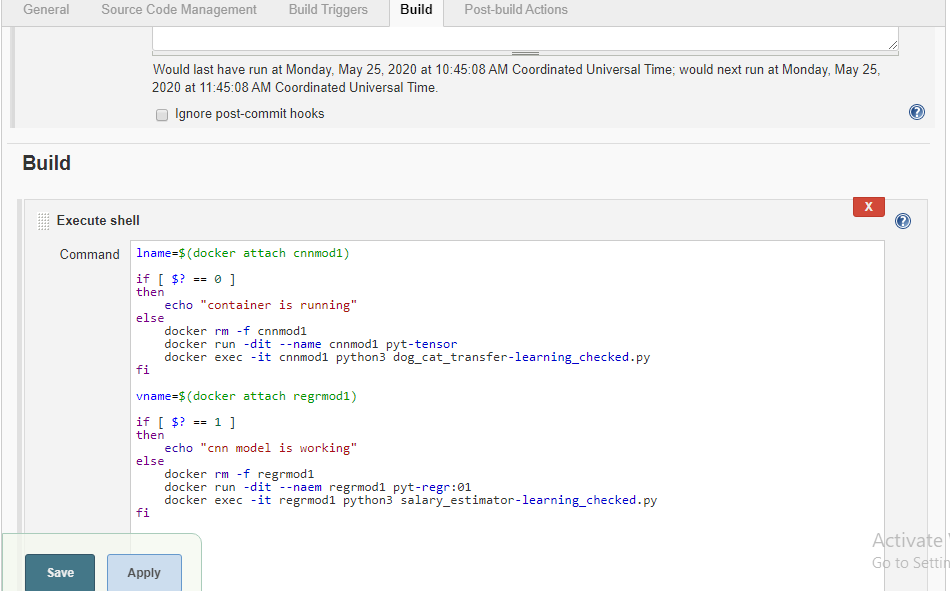 General Source Code Management Build Triggers Build Post-build Actions
Would last have run at Monday, May 25, 2020 at 10:45:08 AM Coordinated Universal Time; would next run at Monday, May 25,
2020 at 11:45:08 AM Coordinated Universal Time.
Ignore post-commit hooks
?
Build
X
Execute shell
?
Command
lname=$(docker attach cnnmod1)
if [ $? == 0 ]
then
echo "container is running"
else
docker rm -f cnnmod1
docker run -dit --name cnnmod1 pyt-tensor
docker exec -it cnnmod1 python3 dog_cat_transfer-learning_checked.py
fi
vname=$(docker attach regrmod1)
if [ $? == 1 ]
then
echo "cnn model is working"
else
docker rm -f regrmod1
docker run -dit --naem regrmod1 pyt-regr:01
docker exec -it regrmod1 python3 salary_estimator-learning_checked.py
fi
Activate
Go to Settin
Save Apply